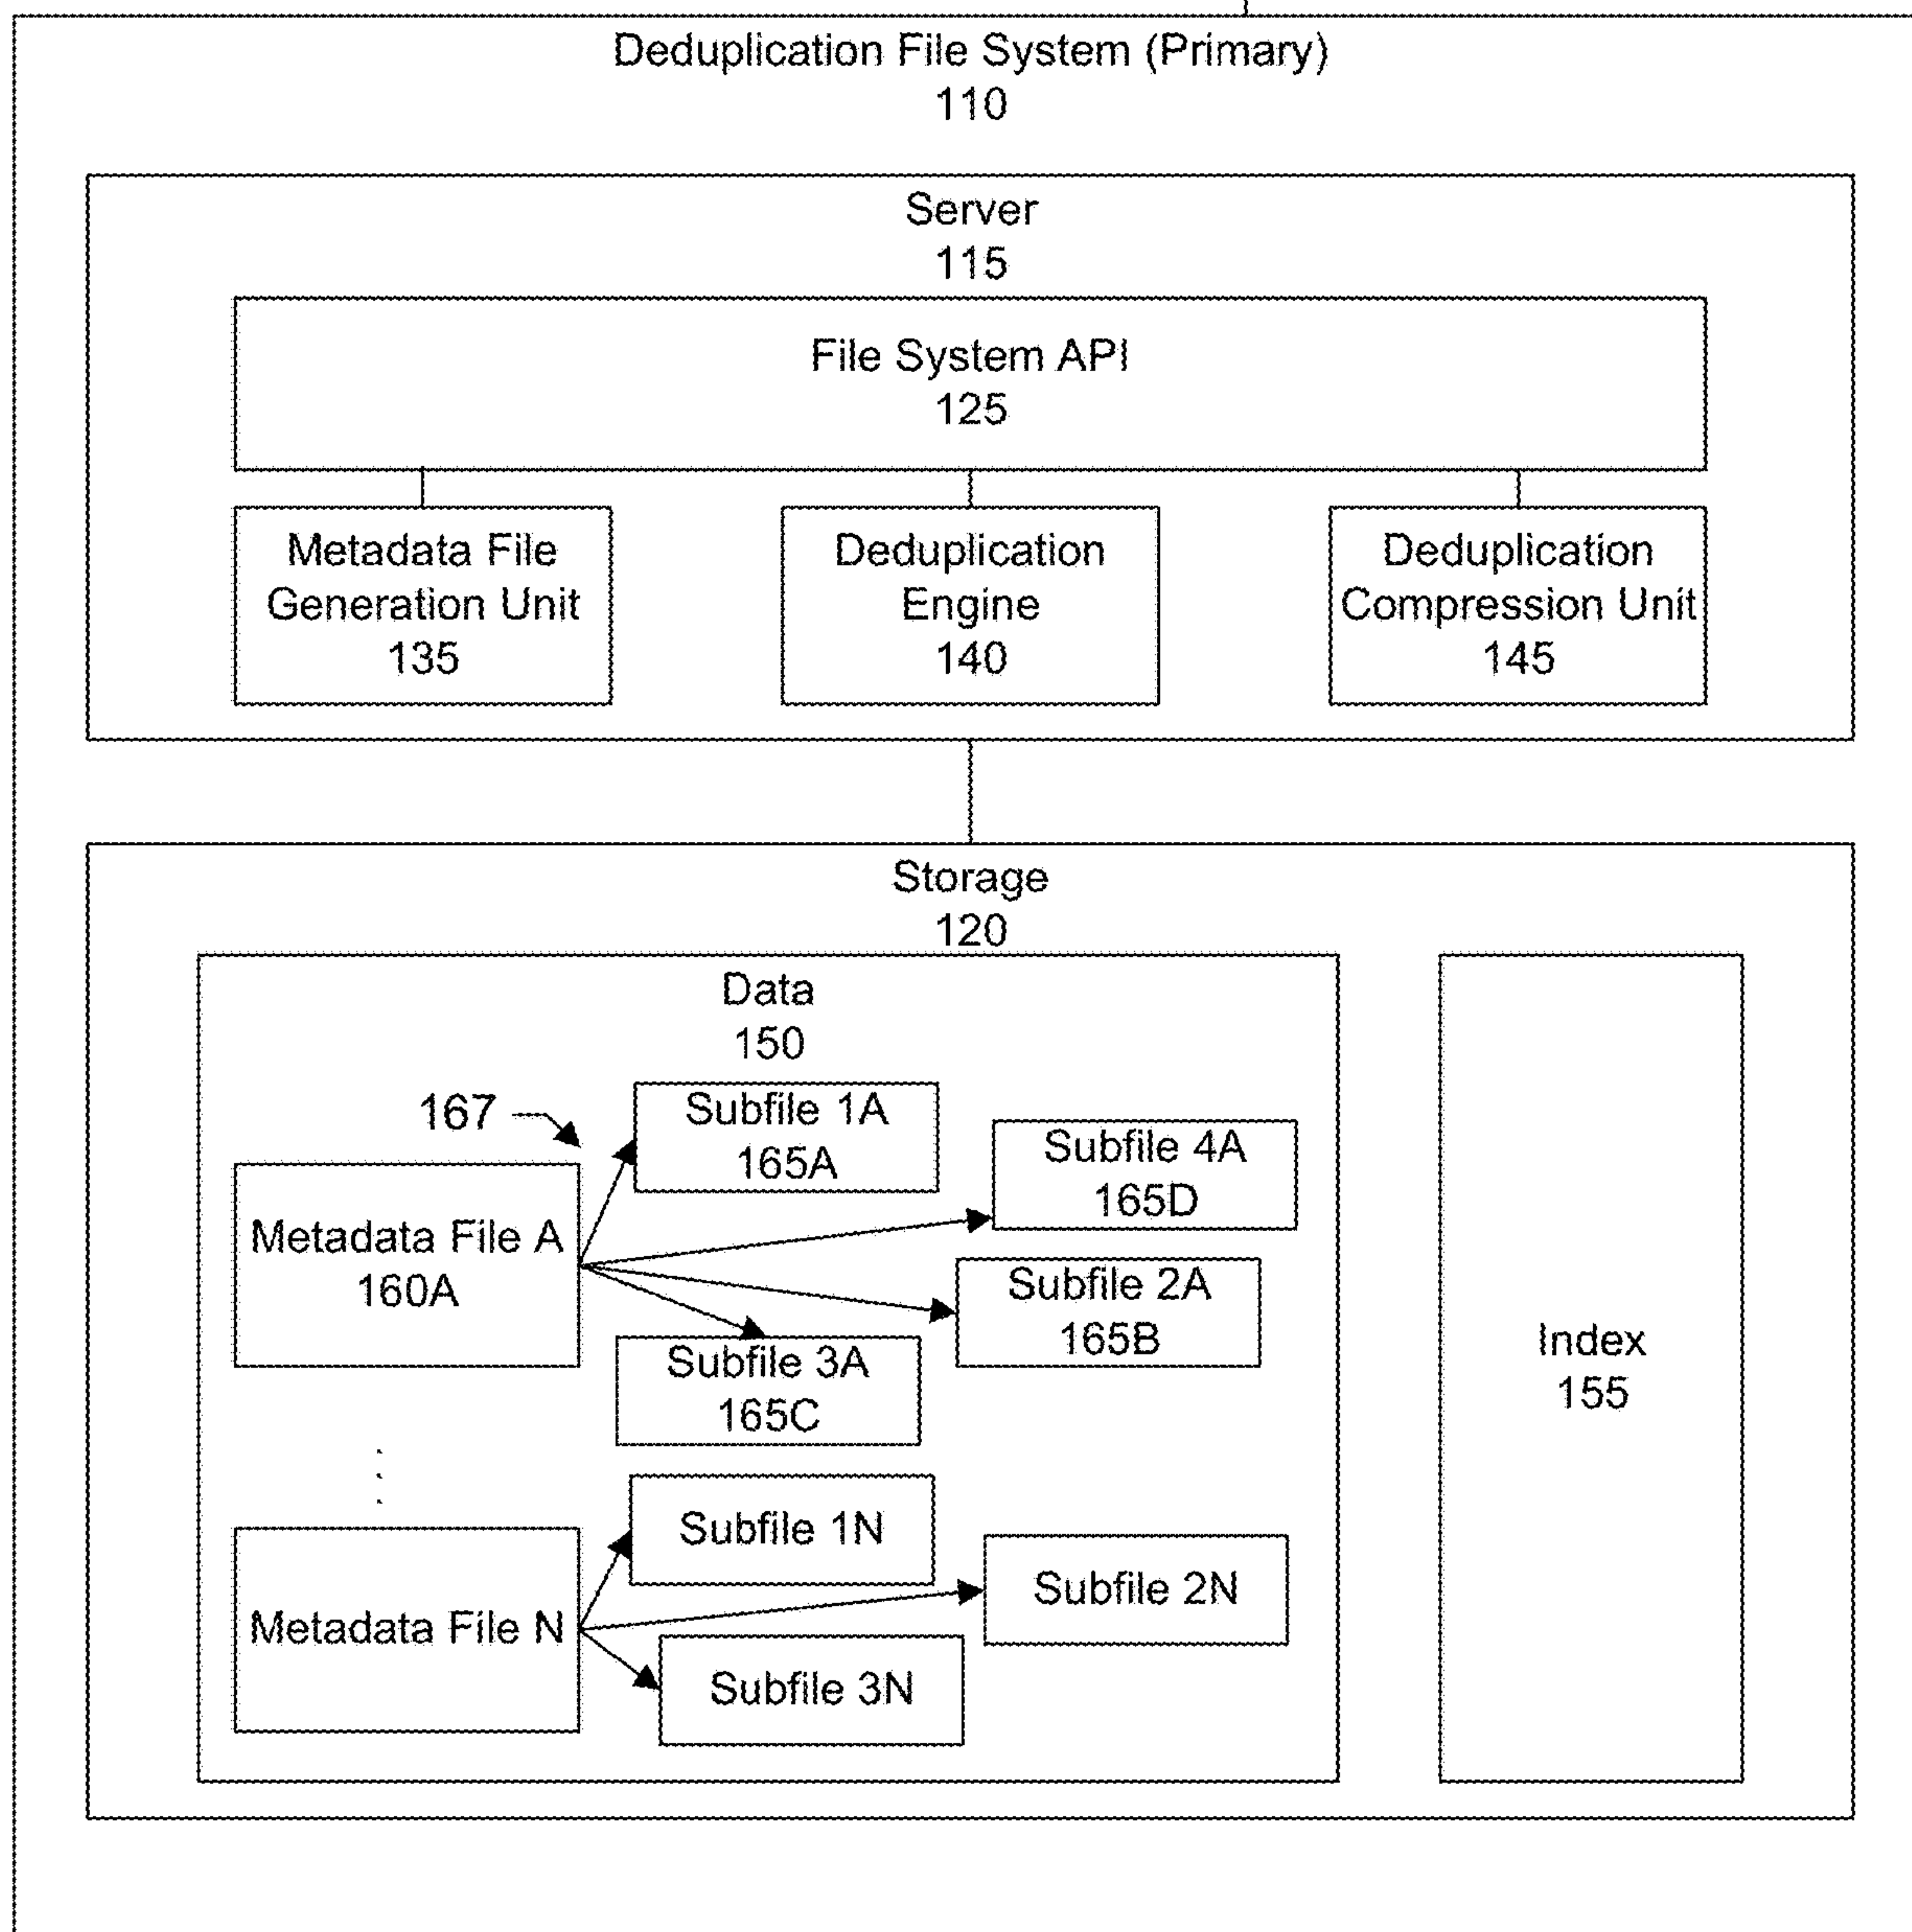 Deduplication File System (Primary)
110
Server
115
File System API
125
Metadata File
Generation Unit
135
Deduplication
Engine
140
Deduplication
Compression Unit
145
Storage
120
Data
150
167
Subfile 1A
165A
Subfile 4A
165D
Metadata File A
160A
Subfile 2A
165B
Subfile 3A
165C
Index
155
Subfile 1N
Subfile 2N
Metadata File N
Subfile 3N